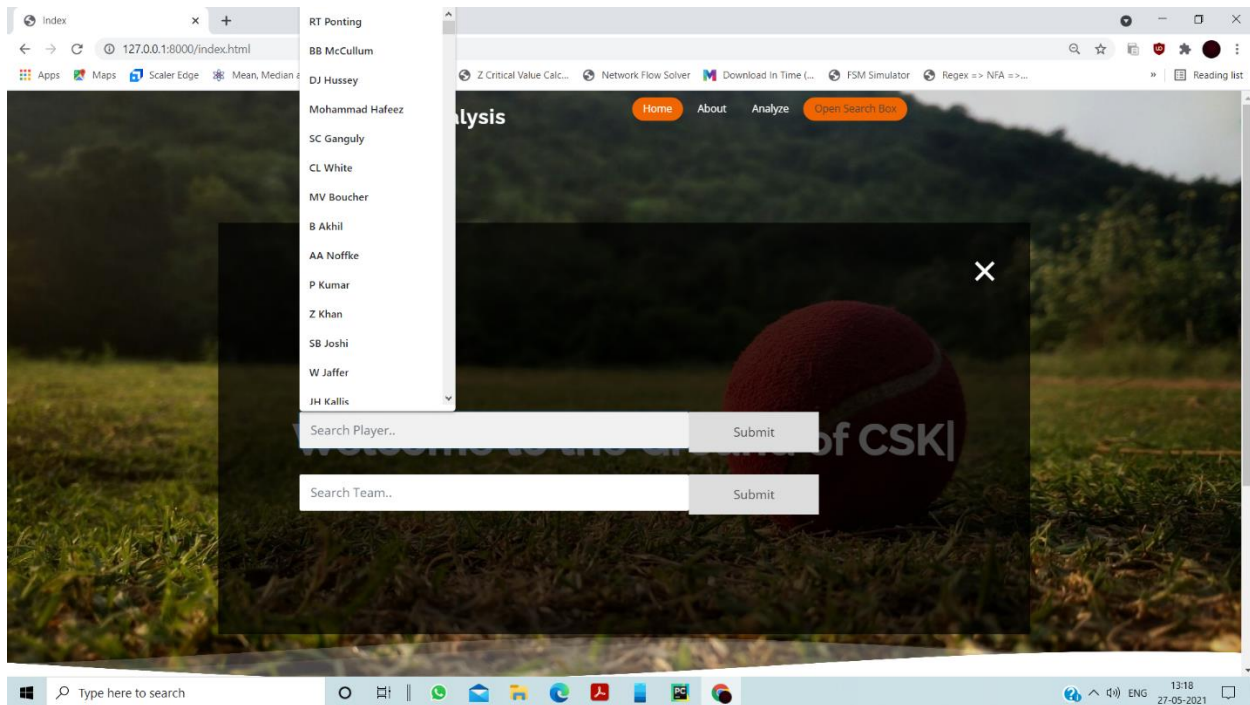 Index
127.0.0.1:8000/index.html
Apps Maps Scaler Edge Mean, Median a
Z Critical Value Calc... Network Flow Solver Download In Time (... FSM Simulator Regex => NFA =>... » Reading list
RT Ponting
BB McCullum
DJ Hussey
Mohammad Hafeez
SC Ganguly
CL White
MV Boucher
B Akhil
AA Noffke
P Kumar
Z Khan
SB Joshi
W Jaffer
JH Kallis
lysis
Home About Analyze Open Search Box
Search Player.. Submit
Welcome to the Ground of CSK|
Search Team.. Submit
Type here to search
ENG
13:18
27-05-2021